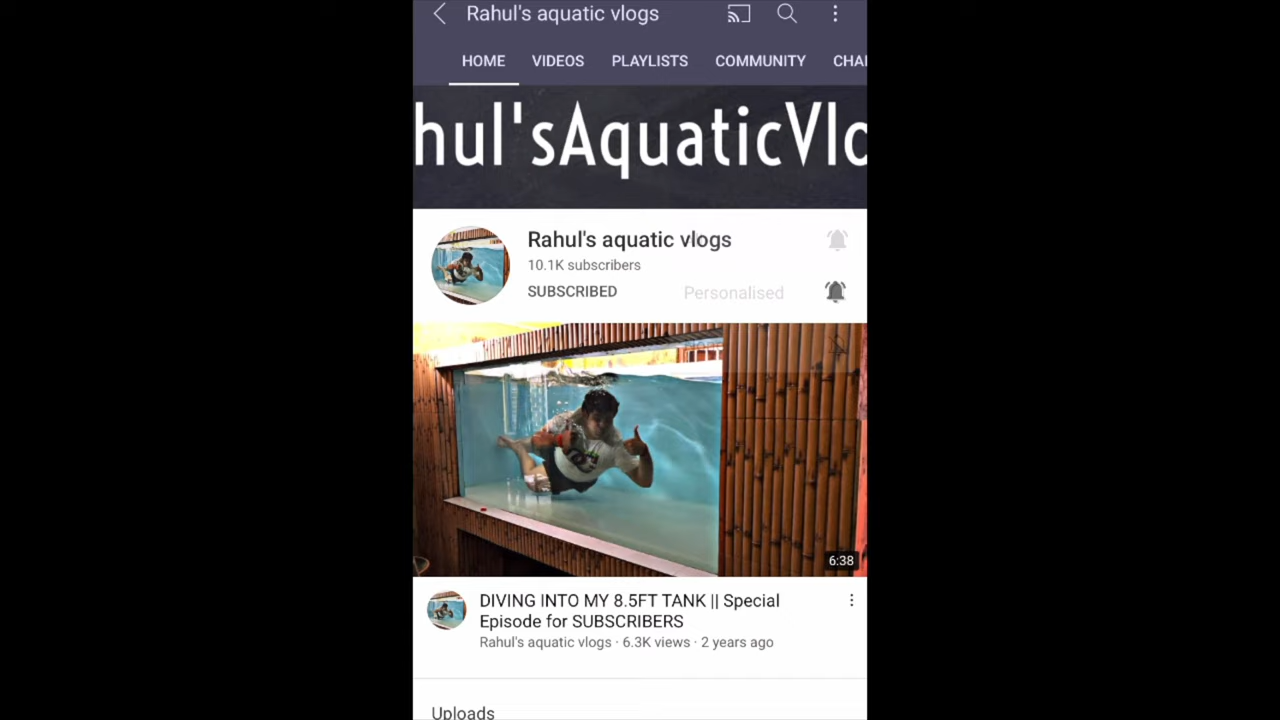 Rahul's aquatic vlogs
HOME VIDEOS PLAYLISTS COMMUNITY CHA
hul'sAquaticVlo
Rahul's aquatic vlogs
10.1K subscribers
SUBSCRIBED Personalised
6:38
DIVING INTO MY 8.5FT TANK || Special
Episode for SUBSCRIBERS
Rahul's aquatic vlogs · 6.3K views · 2 years ago
Uploads